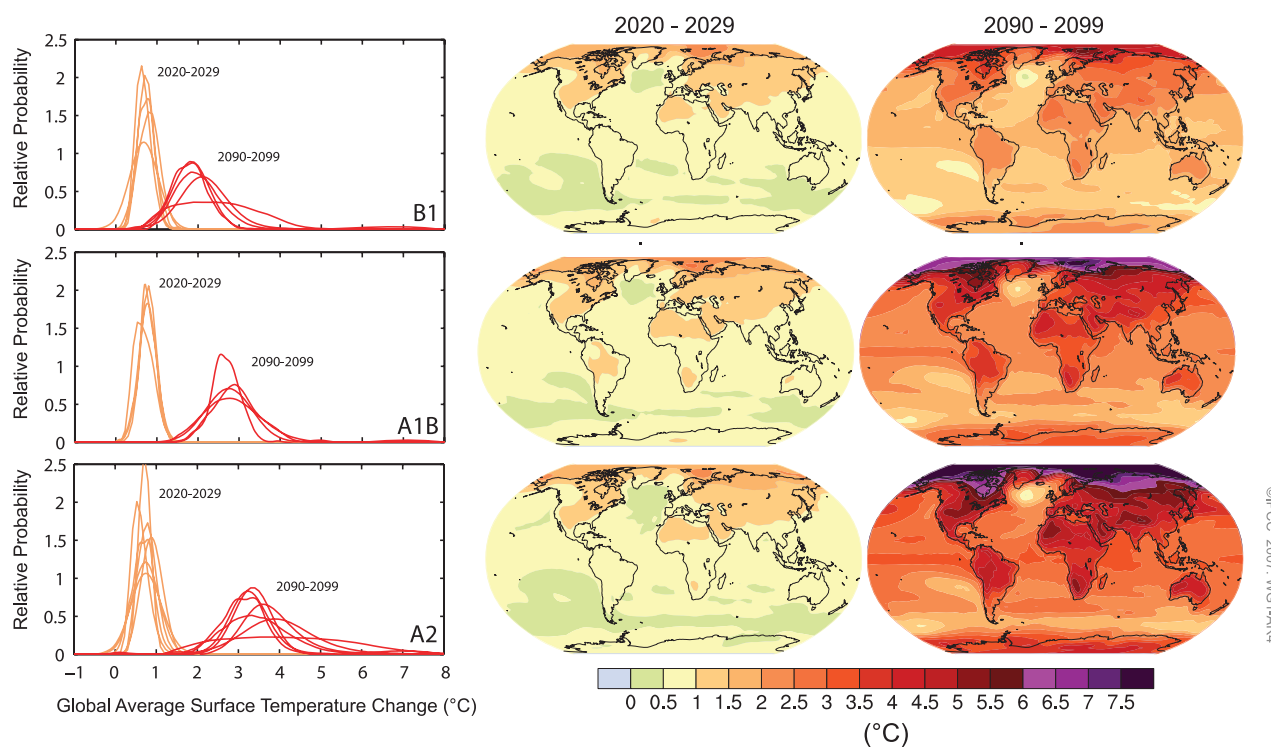 2020 - 2029
2090 - 2099
Relative Probability
2.5
2
1.5
1
0.5
0
2020-2029
2090-2099
B1
Relative Probability
2.5
2
1.5
1
0.5
0
2020-2029
2090-2099
A1B
Relative Probability
2.5
2
1.5
1
0.5
0
2020-2029
2090-2099
A2
−1 0 1 2 3 4 5 6 7 8
Global Average Surface Temperature Change (°C)
0 0.5 1 1.5 2 2.5 3 3.5 4 4.5 5 5.5 6 6.5 7 7.5
(°C)